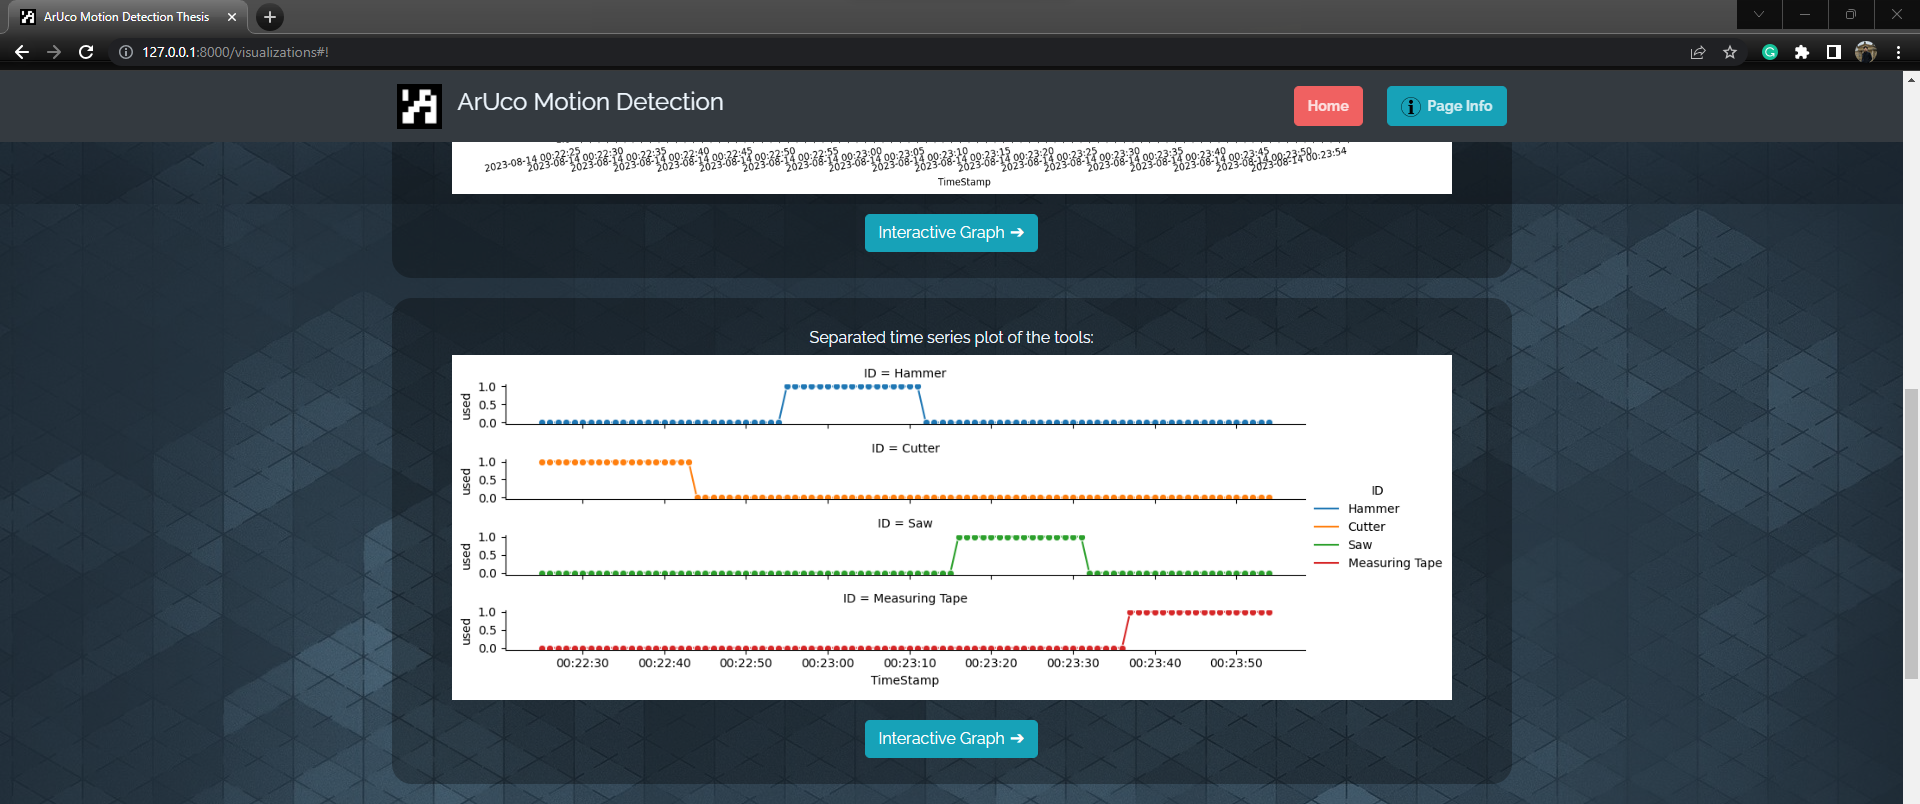 ArUco Motion Detection Thesis
127.0.0.1:8000/visualizations#!
ArUco Motion Detection
Home
Page Info
2023-08-14 00:22:25
2023-08-14 00:22:30
2023-08-14 00:22:35
2023-08-14 00:22:40
2023-08-14 00:22:45
2023-08-14 00:22:50
2023-08-14 00:22:55
2023-08-14 00:23:00
2023-08-14 00:23:05
2023-08-14 00:23:10
2023-08-14 00:23:15
2023-08-14 00:23:20
2023-08-14 00:23:25
2023-08-14 00:23:30
2023-08-14 00:23:35
2023-08-14 00:23:40
2023-08-14 00:23:45
2023-08-14 00:23:50
2023-08-14 00:23:54
TimeStamp
Interactive Graph ➔
Separated time series plot of the tools:
ID = Hammer
used
1.0
0.5
0.0
ID = Cutter
used
1.0
0.5
0.0
ID = Saw
used
1.0
0.5
0.0
ID = Measuring Tape
used
1.0
0.5
0.0
00:22:30 00:22:40 00:22:50 00:23:00 00:23:10 00:23:20 00:23:30 00:23:40 00:23:50
TimeStamp
ID
Hammer
Cutter
Saw
Measuring Tape
Interactive Graph ➔